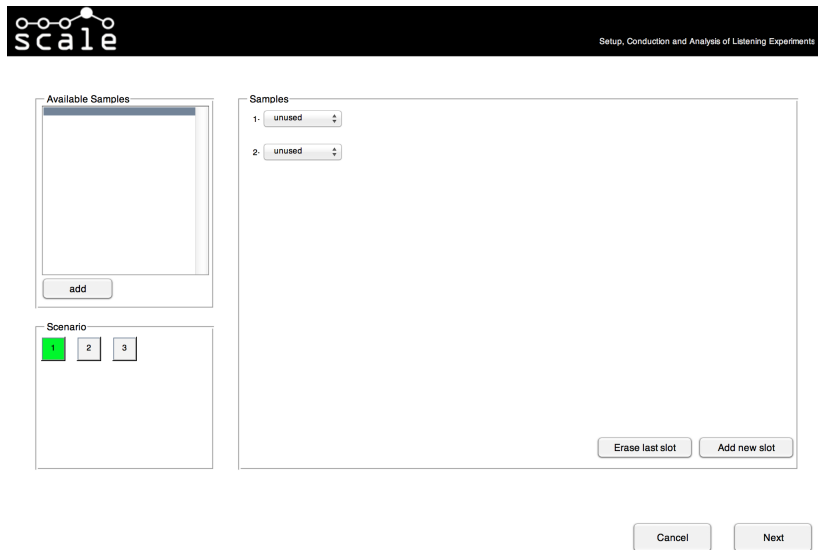 scale
Setup, Conduction and Analysis of Listening Experiments
Available Samples
add
Scenario
1
2
3
Samples
1- unused
2- unused
Erase last slot
Add new slot
Cancel
Next